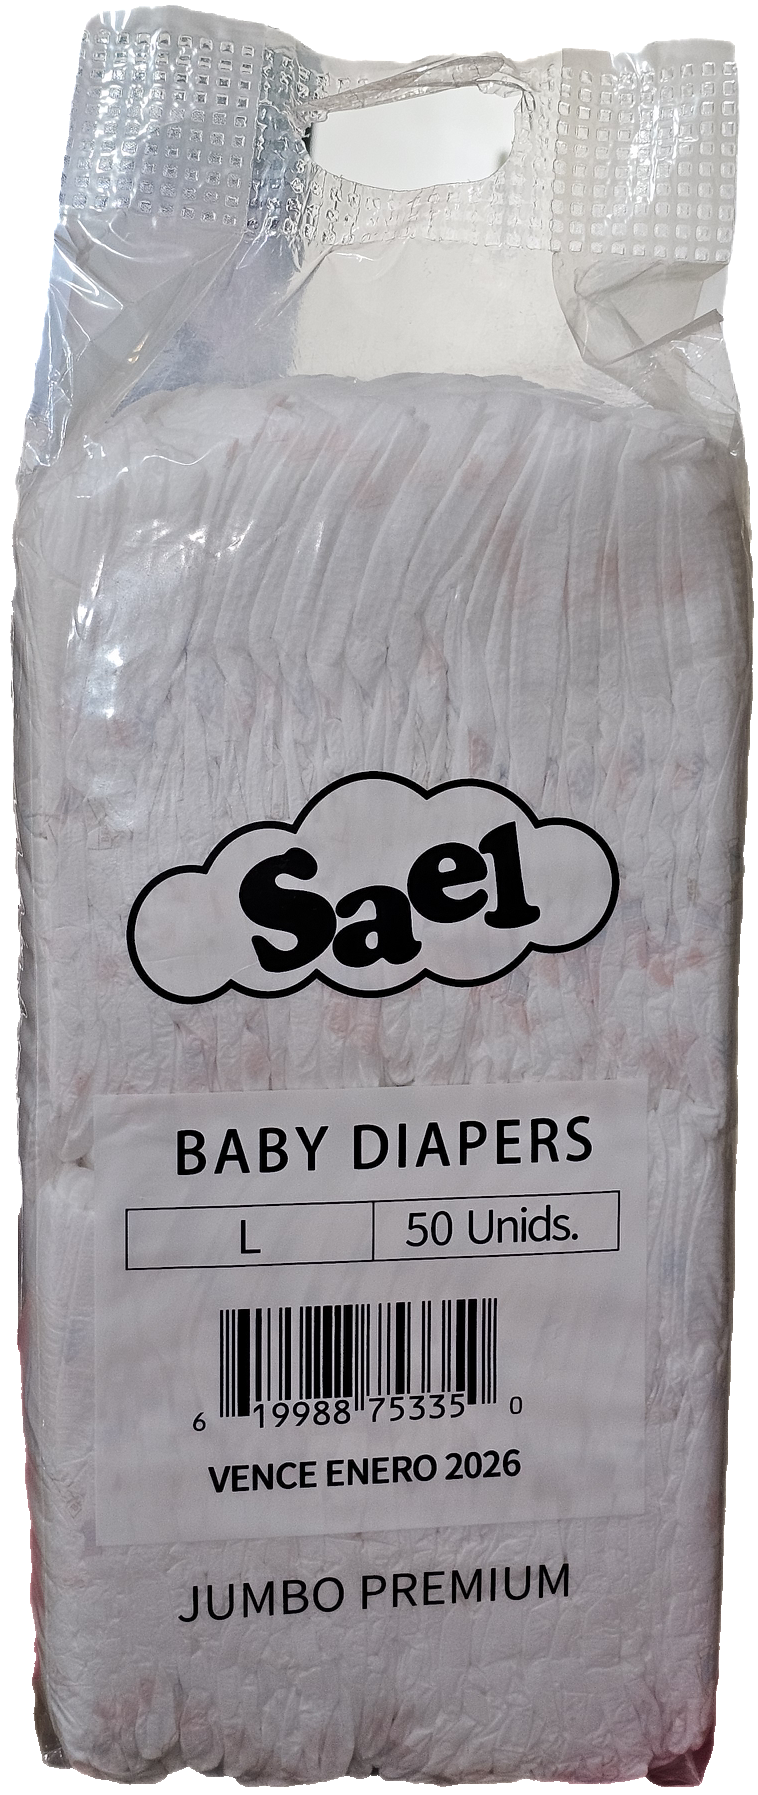 Sael
BABY DIAPERS
L 50 Unids.
6 19988 75335 0
VENCE ENERO 2026
JUMBO PREMIUM